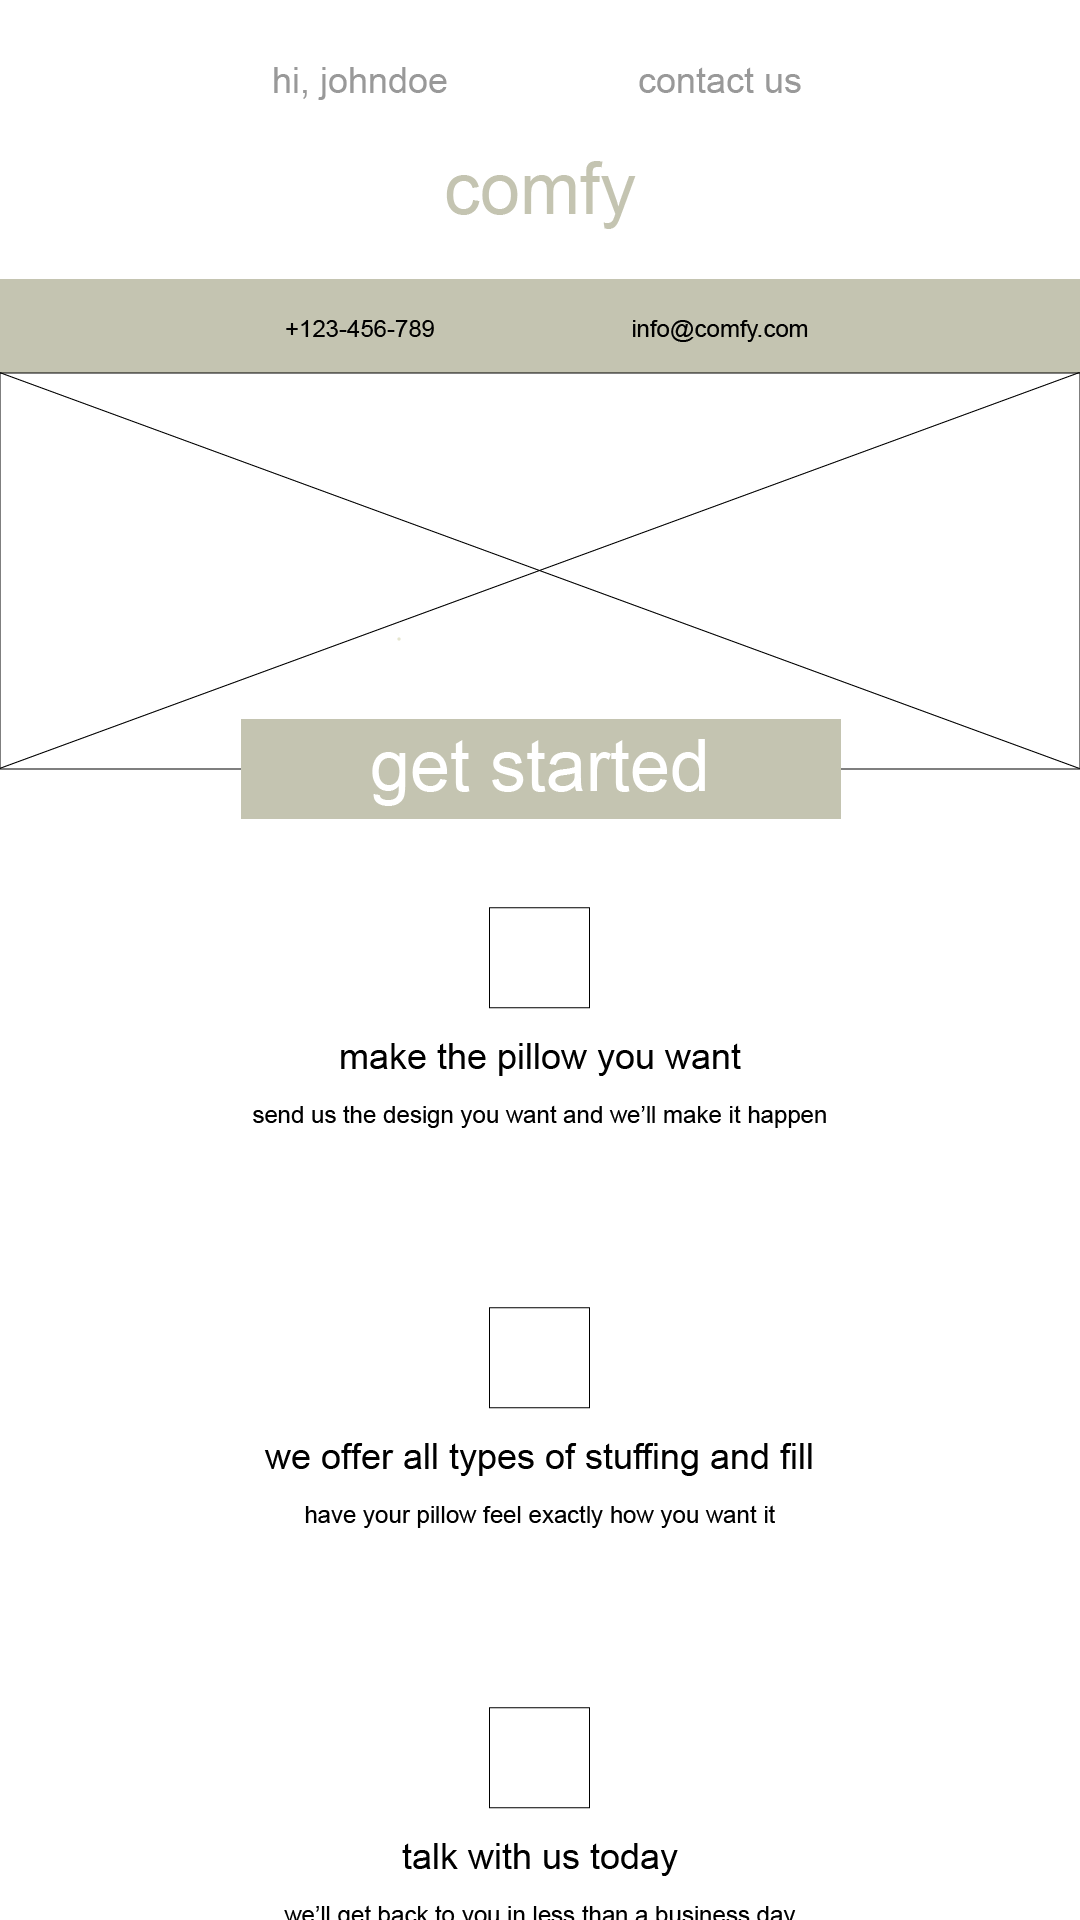 hi, johndoe contact us
comfy
+123-456-789 info@comfy.com
get started
make the pillow you want
send us the design you want and we’ll make it happen
we offer all types of stuffing and fill
have your pillow feel exactly how you want it
talk with us today
we’ll get back to you in less than a business day